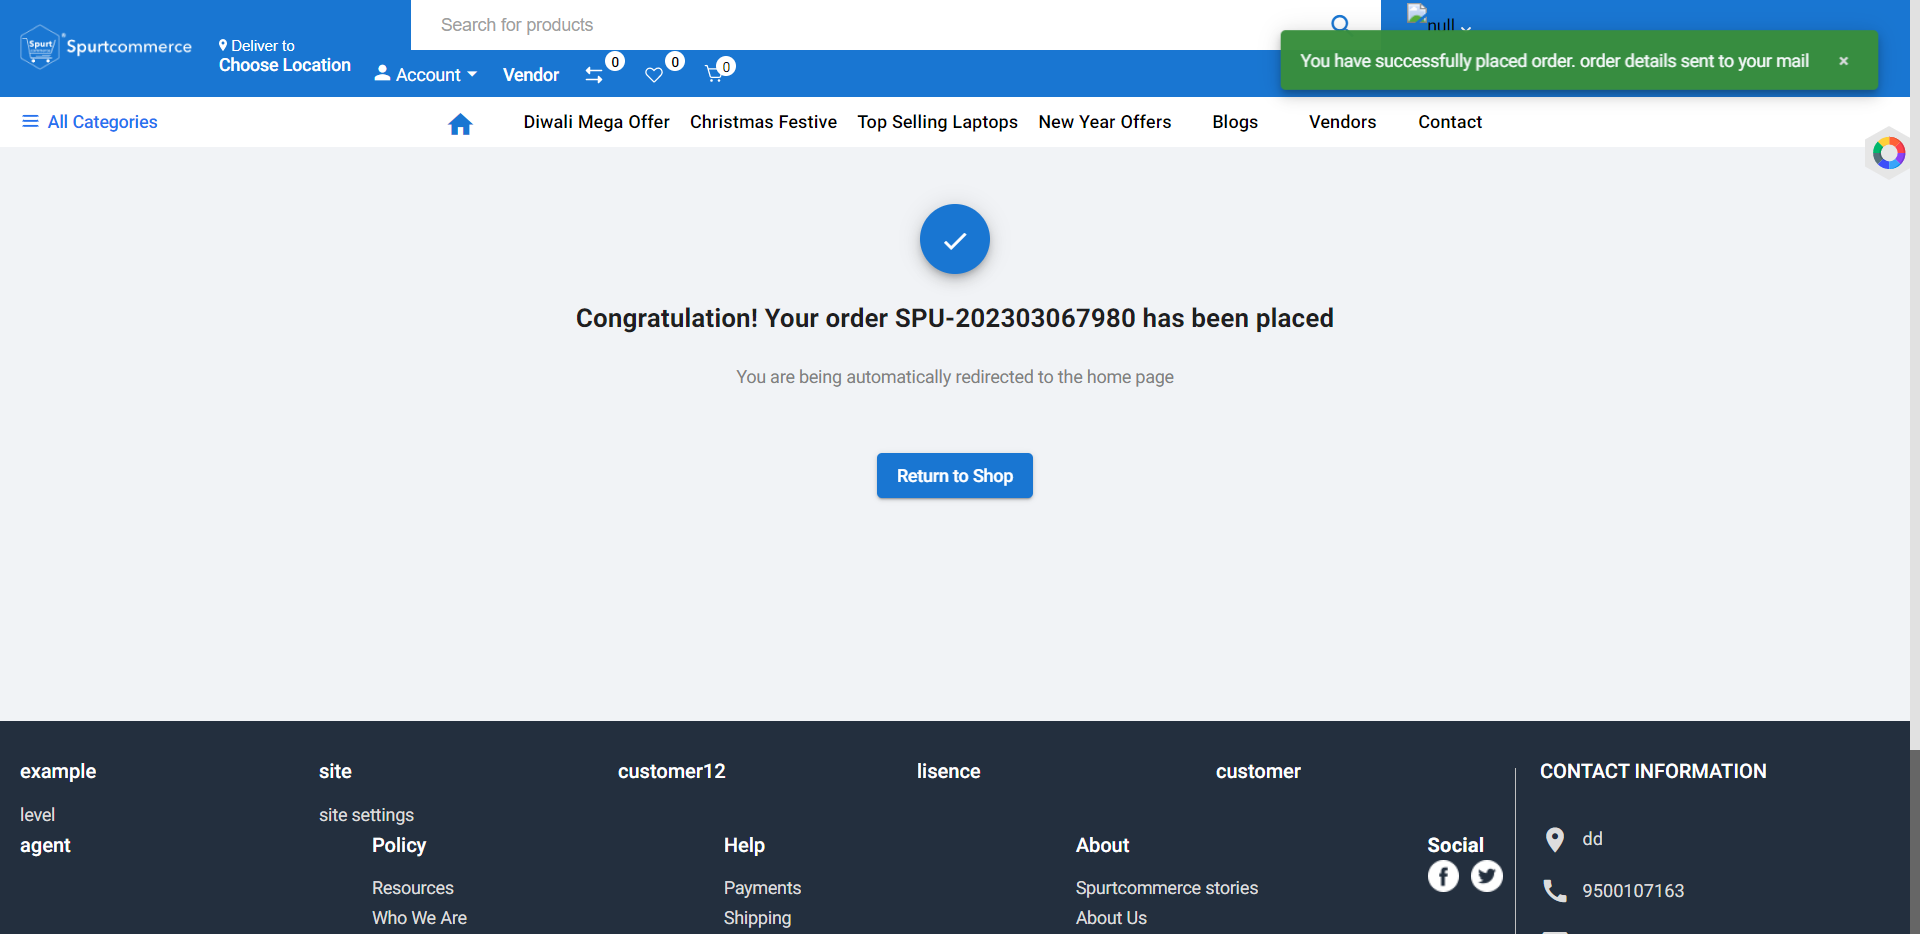 Spurt
Spurtcommerce
Deliver to
Choose Location
Search for products
null
You have successfully placed order. order details sent to your mail ×
Account
Vendor
0
0
0
All Categories
Diwali Mega Offer
Christmas Festive
Top Selling Laptops
New Year Offers
Blogs
Vendors
Contact
Congratulation! Your order SPU-202303067980 has been placed
You are being automatically redirected to the home page
Return to Shop
example
level
site
site settings
customer12
lisence
customer
agent
Policy
Resources
Who We Are
Help
Payments
Shipping
About
Spurtcommerce stories
About Us
Social
CONTACT INFORMATION
dd
9500107163